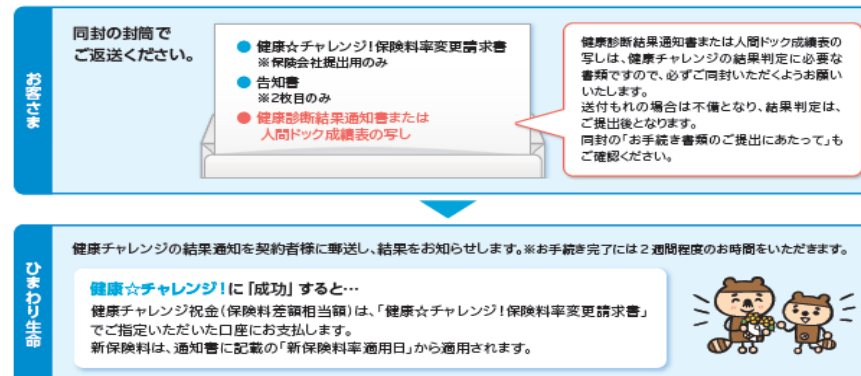 お客さま
同封の封筒で
ご返送ください。
● 健康☆チャレンジ!保険料率変更請求書
※保険会社提出用のみ
● 告知書
※2枚目のみ
● 健康診断結果通知書または
人間ドック成績表の写し
健康診断結果通知書または人間ドック成績表の
写しは、健康チャレンジの結果判定に必要な
書類ですので、必ずご同封いただくようお願い
いたします。
送付もれの場合は不備となり、結果判定は、
ご提出後となります。
同封の「お手続き書類のご提出にあたって」も
ご確認ください。
ひまわり生命
健康チャレンジの結果通知を契約者様に郵送し、結果をお知らせします。※お手続き完了には2週間程度のお時間をいただきます。
健康☆チャレンジ!に「成功」すると…
健康チャレンジ祝金(保険料差額相当額)は、「健康☆チャレンジ!保険料率変更請求書」
でご指定いただいた口座にお支払します。
新保険料は、通知書に記載の「新保険料率適用日」から適用されます。